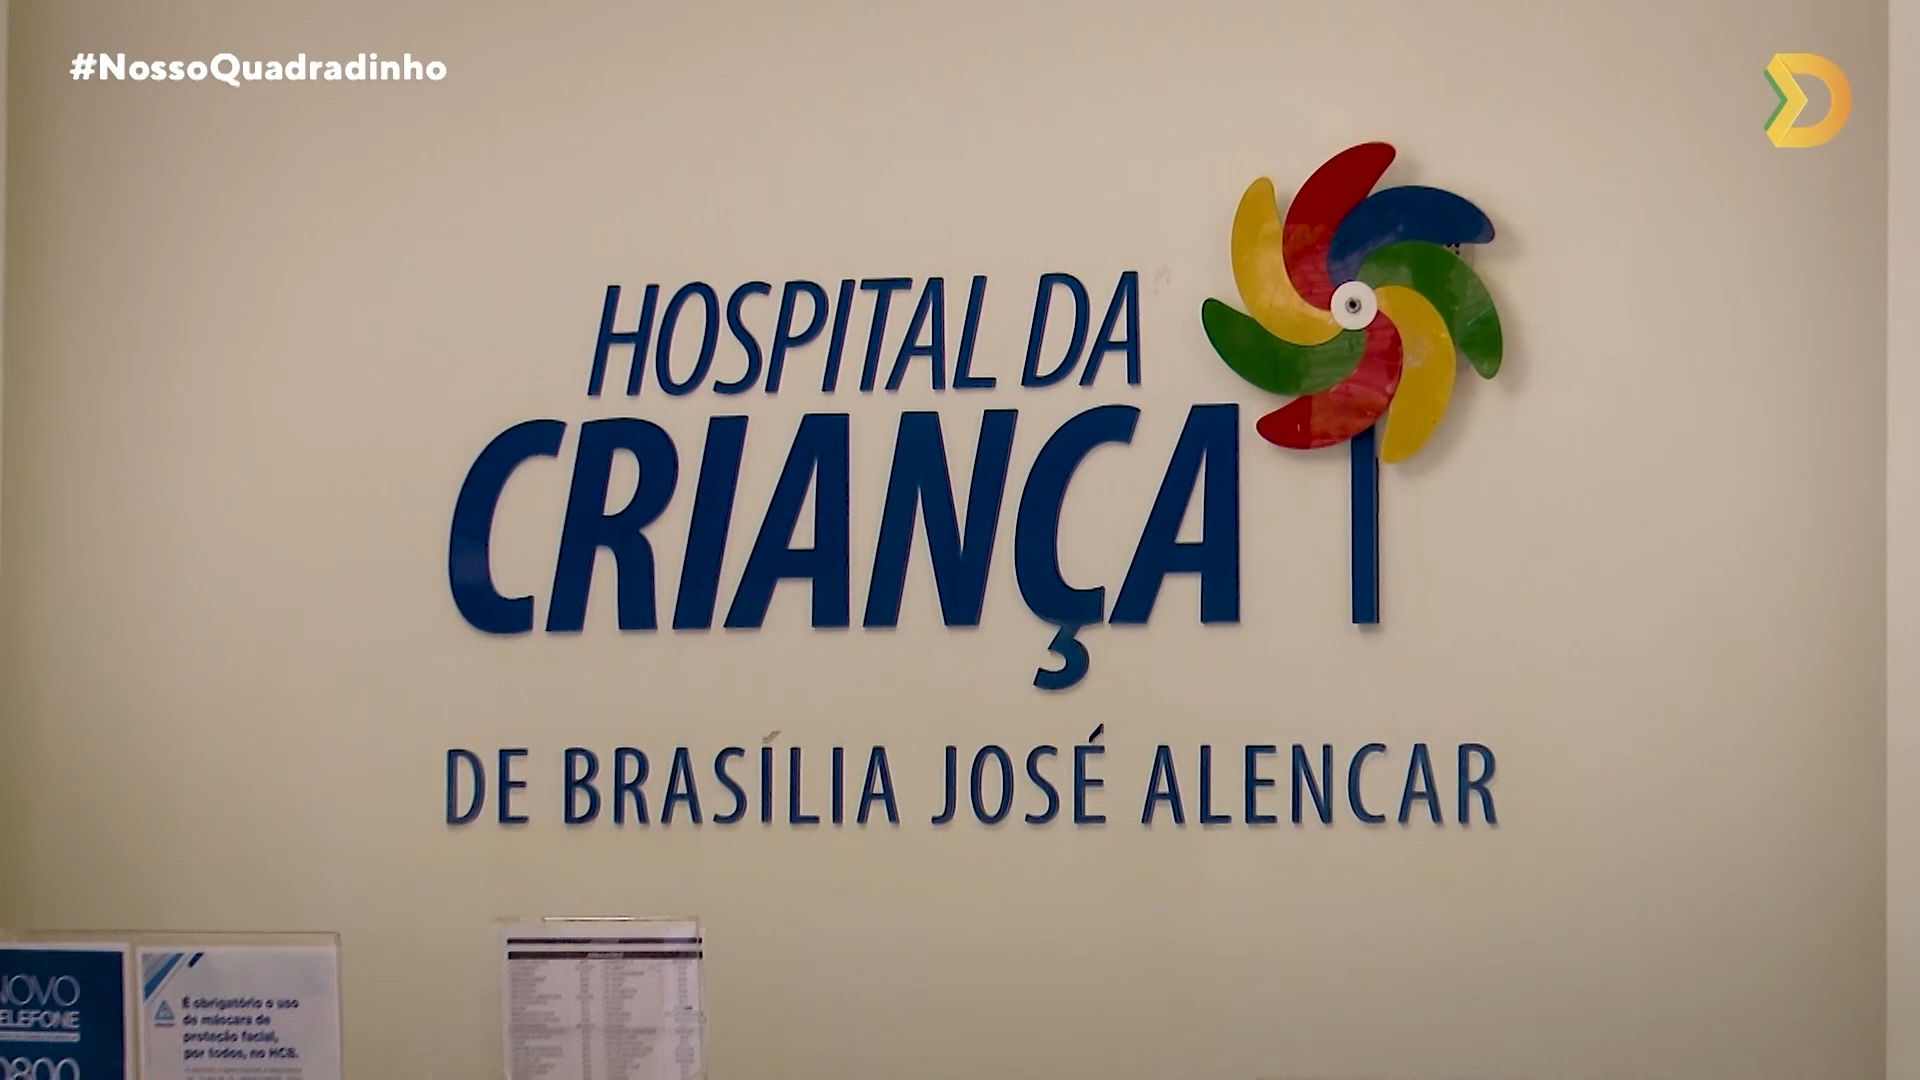 #NossoQuadradinho
D
HOSPITAL DA
CRIANÇA
DE BRASÍLIA JOSÉ ALENCAR
NOVO
TELEFONE
0800
É obrigatório o uso
de máscara de
proteção facial,
por todos, no HCB.